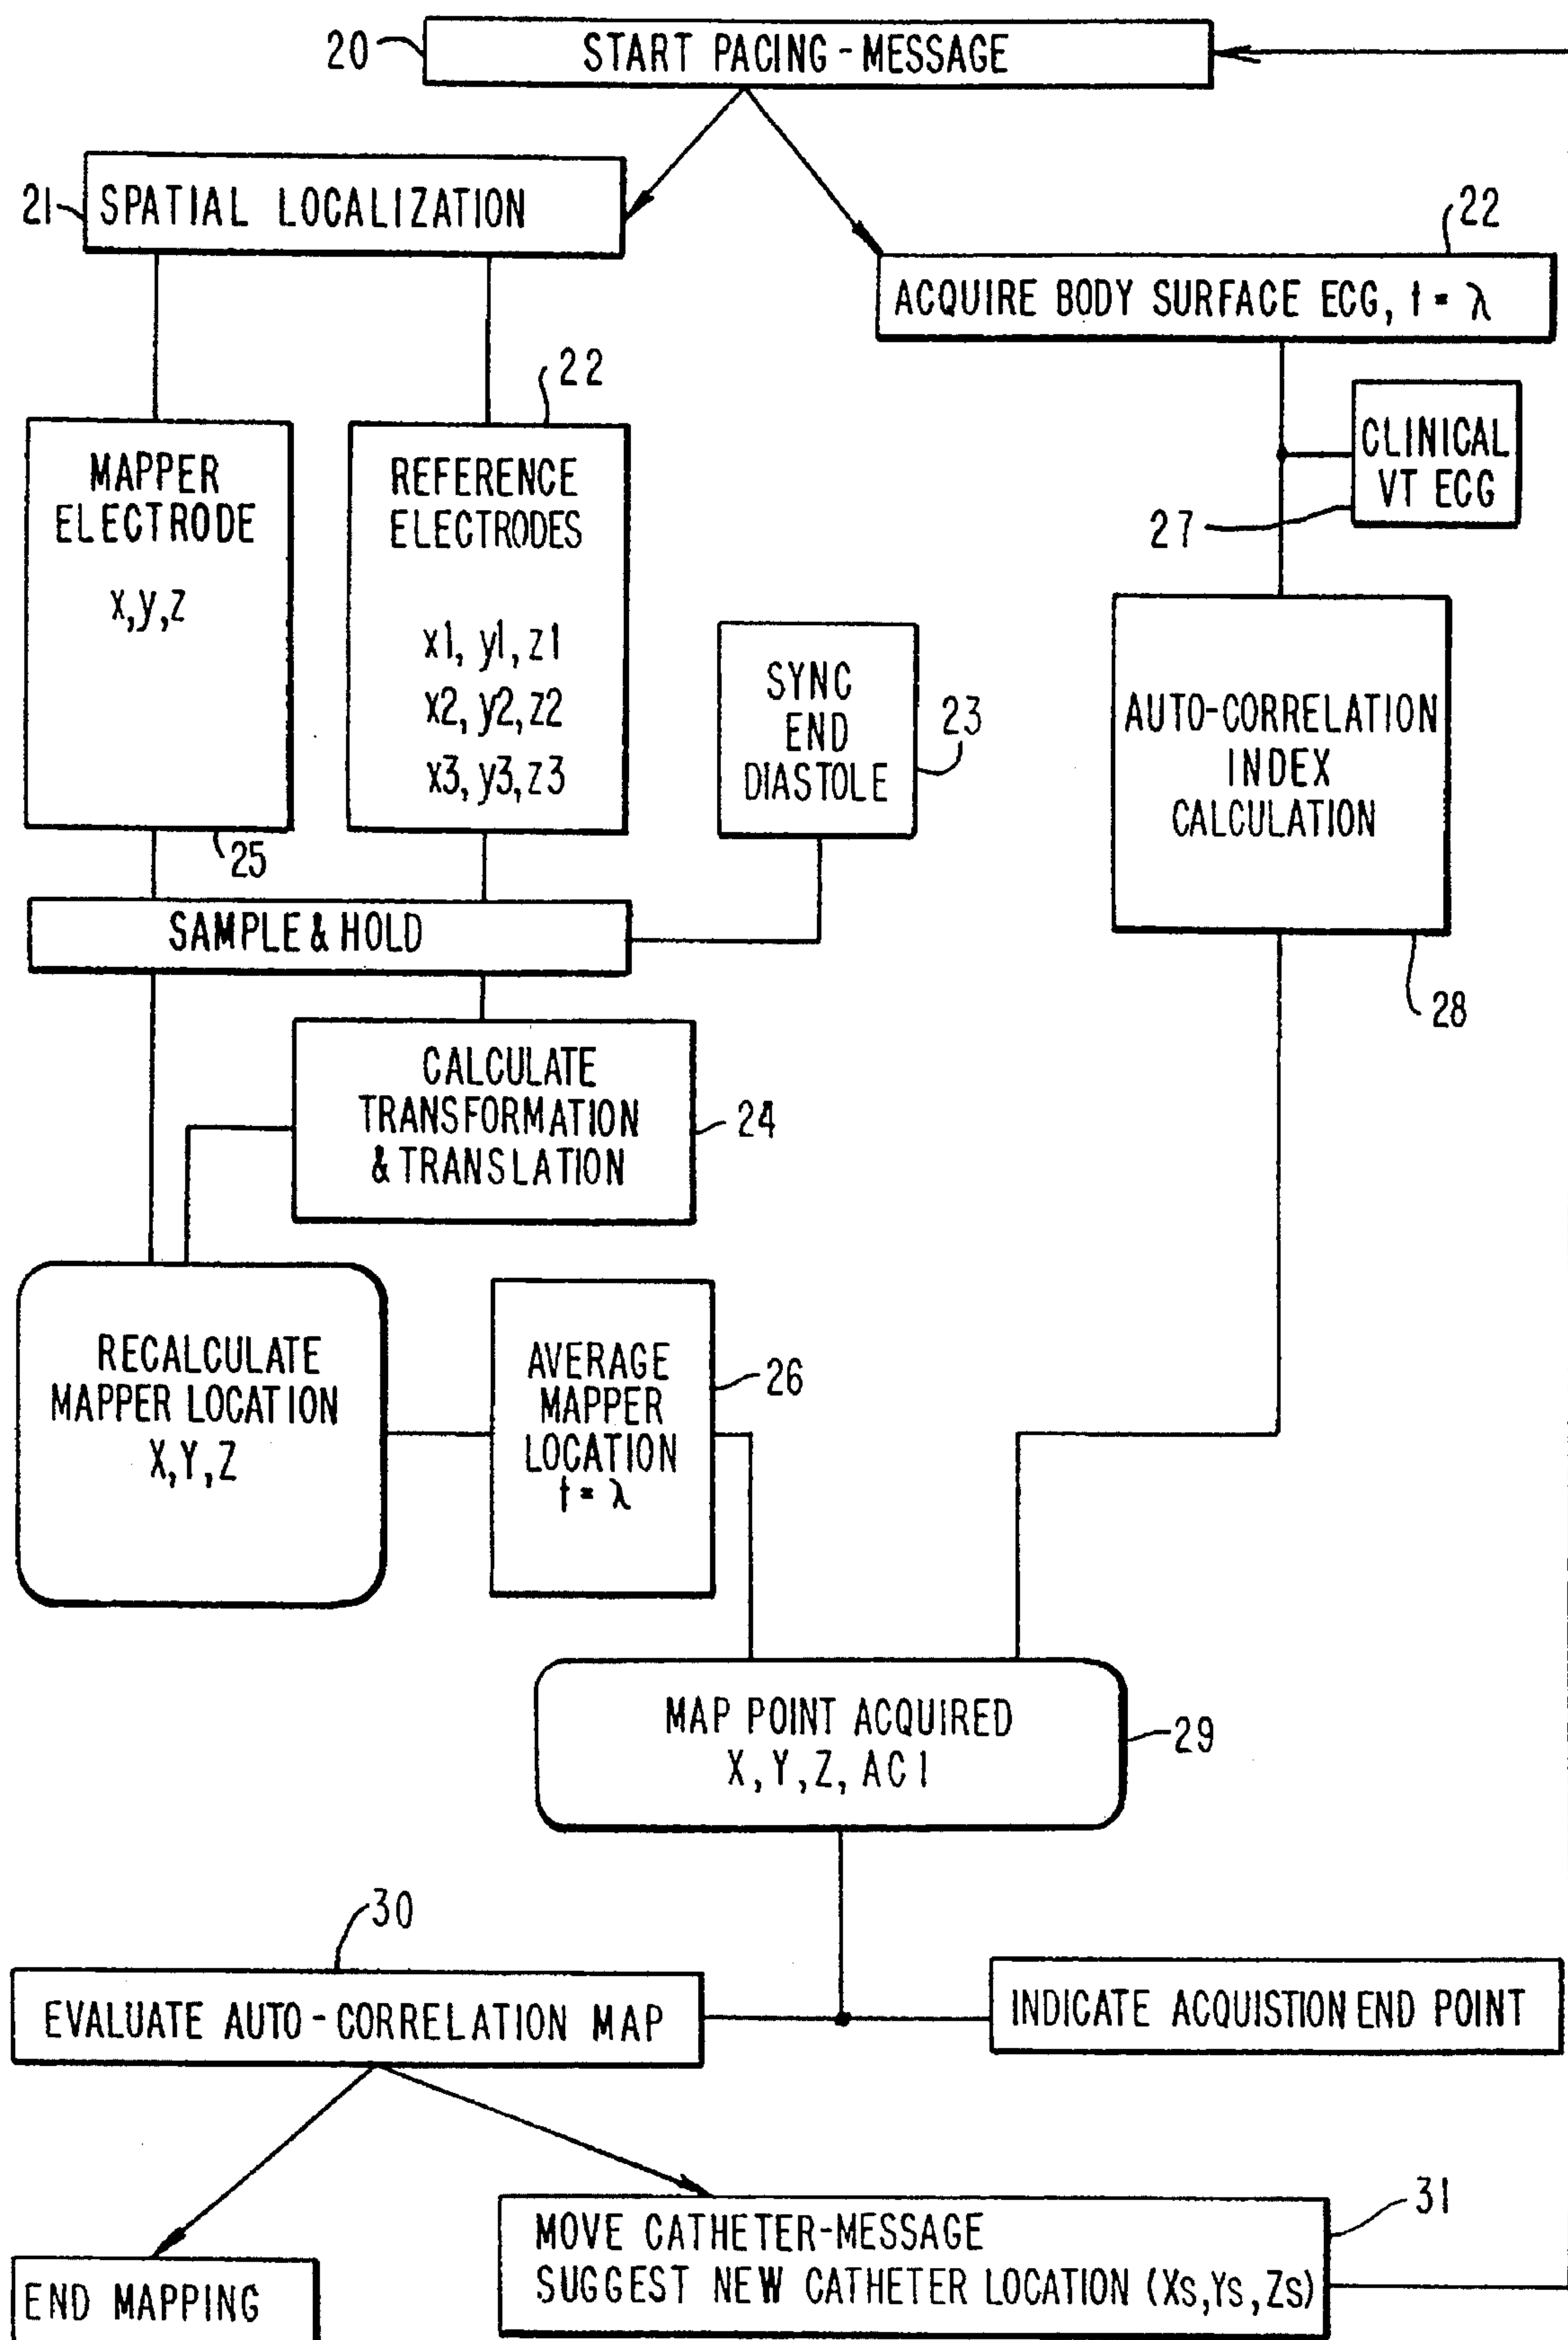 20
START PACING-MESSAGE
21
SPATIAL LOCALIZATION
22
ACQUIRE BODY SURFACE ECG, t = λ
22
MAPPER
ELECTRODE
x,y,z
REFERENCE
ELECTRODES
x1, y1, z1
x2, y2, z2
x3, y3, z3
CLINICAL
VT ECG
27
SYNC
END
DIASTOLE
23
AUTO-CORRELATION
INDEX
CALCULATION
25
SAMPLE & HOLD
28
CALCULATE
TRANSFORMATION
& TRANSLATION
24
RECALCULATE
MAPPER LOCATION
X,Y,Z
AVERAGE
MAPPER
LOCATION
t = λ
26
MAP POINT ACQUIRED
X, Y, Z, ACI
29
30
EVALUATE AUTO-CORRELATION MAP
INDICATE ACQUISTION END POINT
31
MOVE CATHETER-MESSAGE
SUGGEST NEW CATHETER LOCATION (Xs,Ys,Zs)
END MAPPING